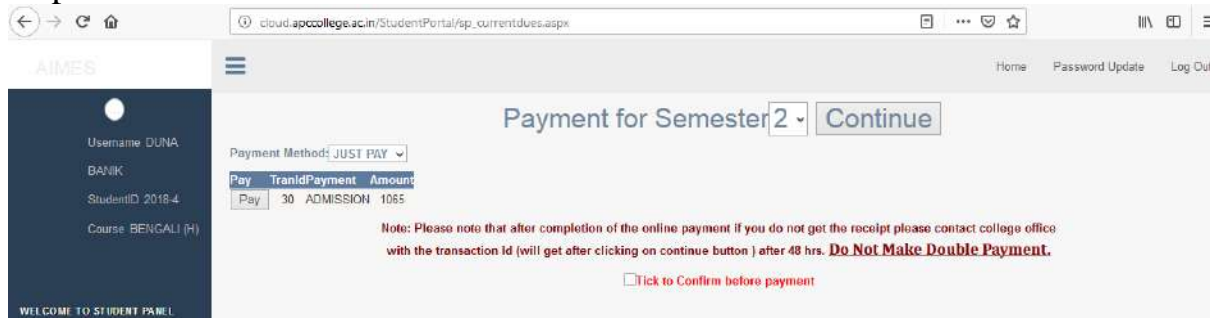 cloud.apccollege.ac.in/StudentPortal/sp_currentdues.aspx
AIMES
Home Password Update Log Out
Payment for Semester 2 Continue
Username DUNA
BANIK
StudentID 2018-4
Course BENGALI (H)
Payment Method: JUST PAY
Pay TranId Payment Amount
Pay 30 ADMISSION 1065
Note: Please note that after completion of the online payment if you do not get the receipt please contact college office
with the transaction id (will get after clicking on continue button ) after 48 hrs. Do Not Make Double Payment.
Tick to Confirm before payment
WELCOME TO STUDENT PANEL